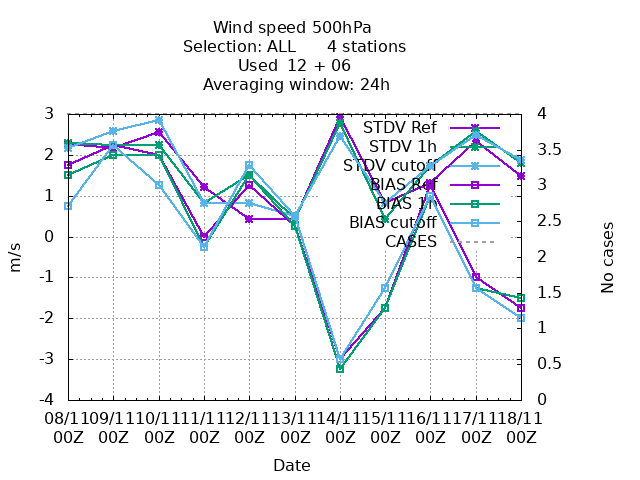 Wind speed 500hPa
Selection: ALL 4 stations
Used 12 + 06
Averaging window: 24h
STDV Ref
STDV 1h
STDV cutoff
BIAS Ref
BIAS 1h
BIAS cutoff
CASES
3
2
1
0
-1
-2
-3
-4
m/s
4
3.5
3
2.5
2
1.5
1
0.5
0
No cases
08/11 09/11 10/11 11/11 12/11 13/11 14/11 15/11 16/11 17/11 18/11
00Z 00Z 00Z 00Z 00Z 00Z 00Z 00Z 00Z 00Z 00Z
Date